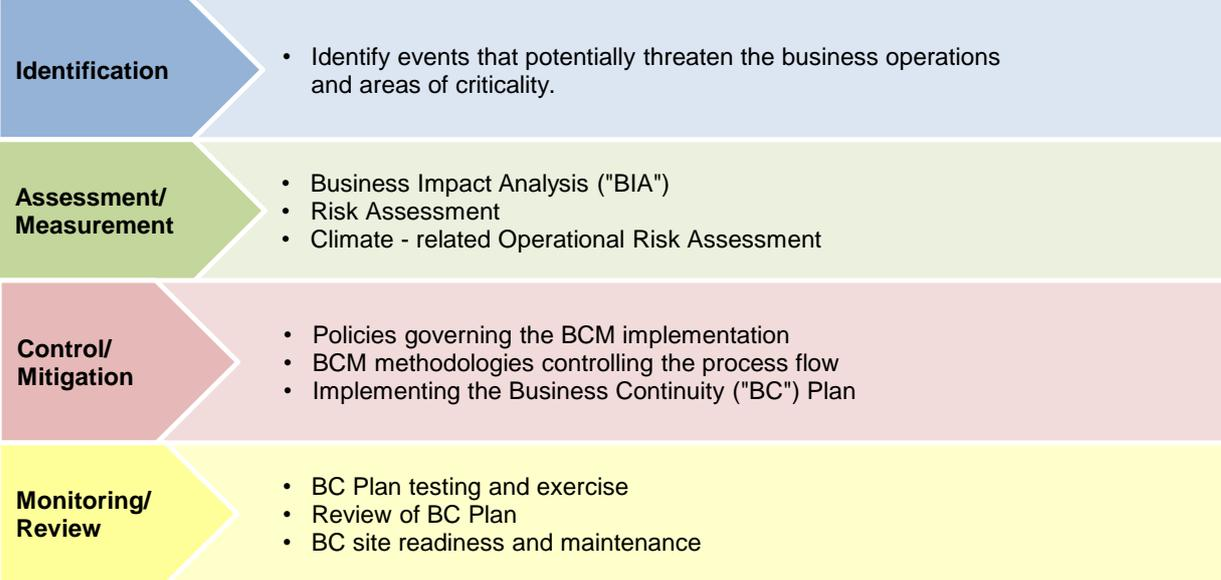 Identification
• Identify events that potentially threaten the business operations
and areas of criticality.
Assessment/
Measurement
• Business Impact Analysis ("BIA")
• Risk Assessment
• Climate - related Operational Risk Assessment
Control/
Mitigation
• Policies governing the BCM implementation
• BCM methodologies controlling the process flow
• Implementing the Business Continuity ("BC") Plan
Monitoring/
Review
• BC Plan testing and exercise
• Review of BC Plan
• BC site readiness and maintenance